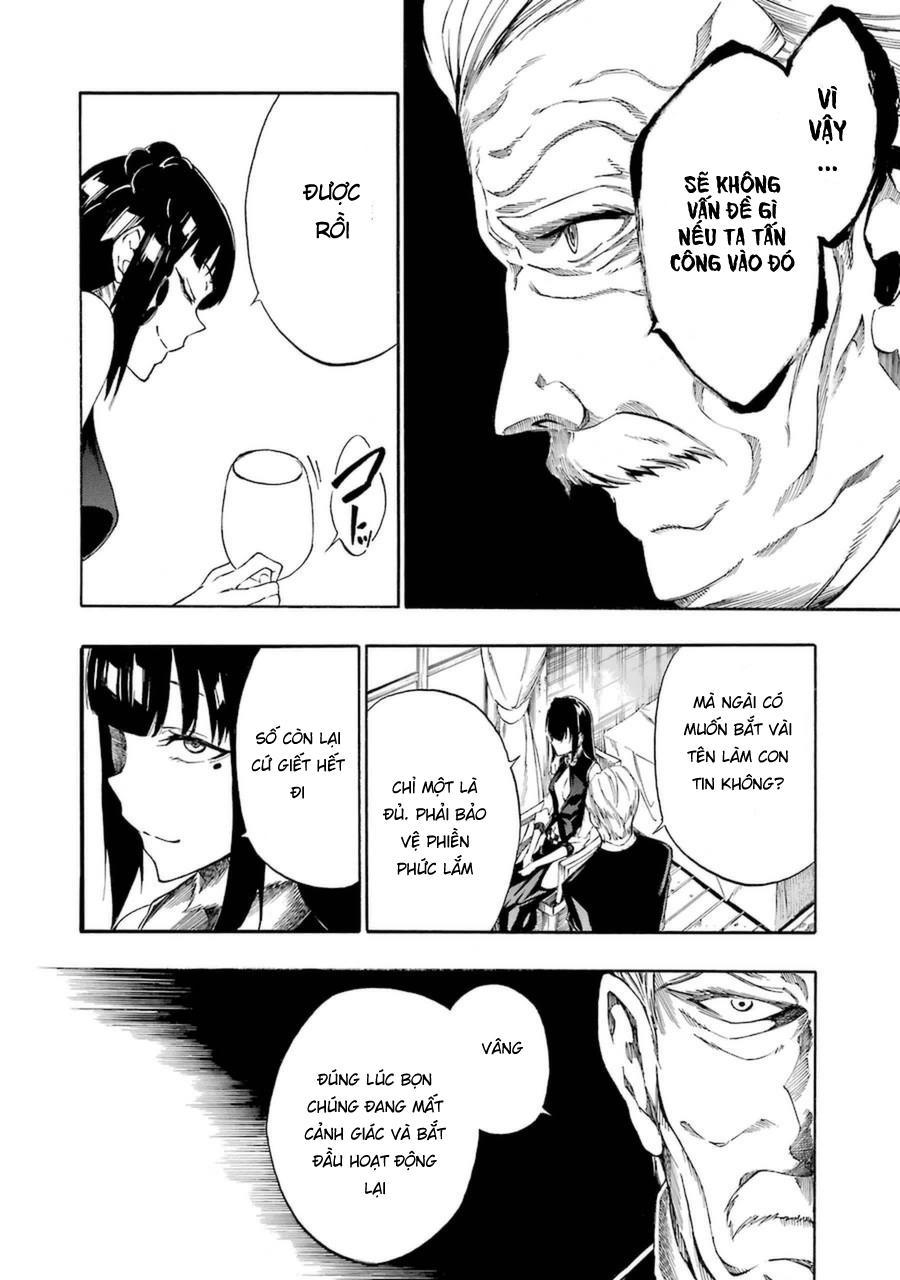 VÌ
VẬY
...
SẼ KHÔNG
VẤN ĐỀ GÌ
NẾU TA TẤN
CÔNG VÀO ĐÓ
ĐƯỢC
RỒI
コトッ
MÀ NGÀI CÓ
MUỐN BẮT VÀI
TÊN LÀM CON
TIN KHÔNG?
CHỈ MỘT LÀ
ĐỦ. PHẢI BẢO
VỆ PHIỀN
PHỨC LẮM
SỐ CÒN LẠI
CỨ GIẾT HẾT
ĐI
VÂNG
ĐÚNG LÚC BỌN
CHÚNG ĐANG MẤT
CẢNH GIÁC VÀ BẮT
ĐẦU HOẠT ĐỘNG
LẠI